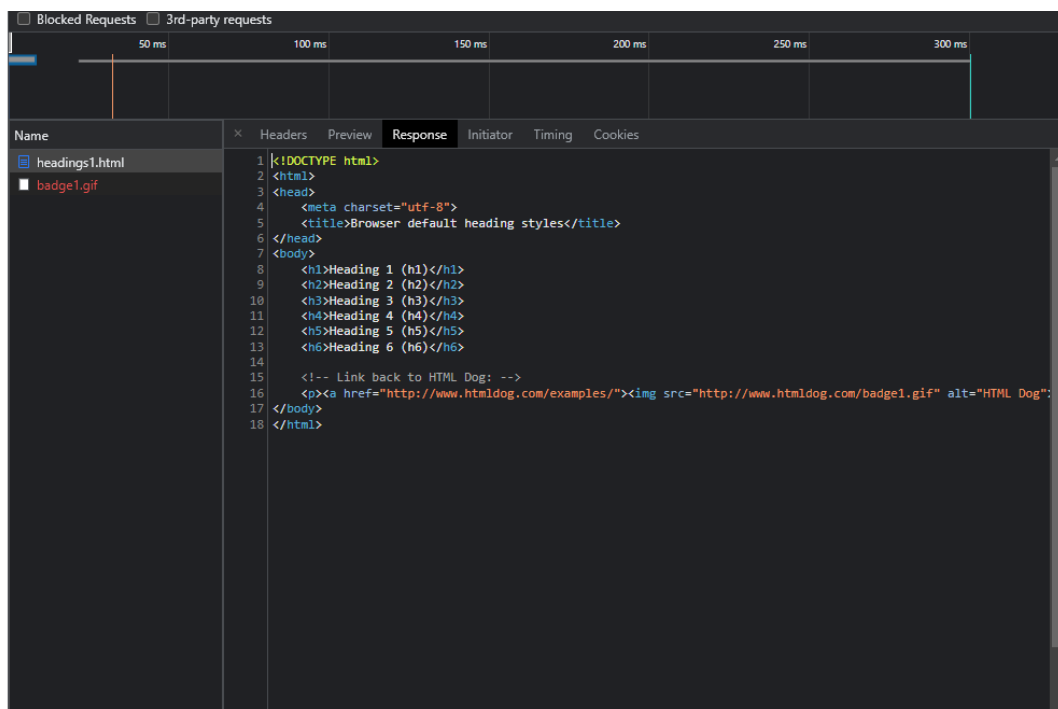 Blocked Requests 3rd-party requests
50 ms 100 ms 150 ms 200 ms 250 ms 300 ms
Name
× Headers Preview Response Initiator Timing Cookies
headings1.html
badge1.gif
1 <!DOCTYPE html>
2 <html>
3 <head>
4 <meta charset="utf-8">
5 <title>Browser default heading styles</title>
6 </head>
7 <body>
8 <h1>Heading 1 (h1)</h1>
9 <h2>Heading 2 (h2)</h2>
10 <h3>Heading 3 (h3)</h3>
11 <h4>Heading 4 (h4)</h4>
12 <h5>Heading 5 (h5)</h5>
13 <h6>Heading 6 (h6)</h6>
14
15 <!-- Link back to HTML Dog: -->
16 <p><a href="http://www.htmldog.com/examples/"><img src="http://www.htmldog.com/badge1.gif" alt="HTML Dog"
17 </body>
18 </html>